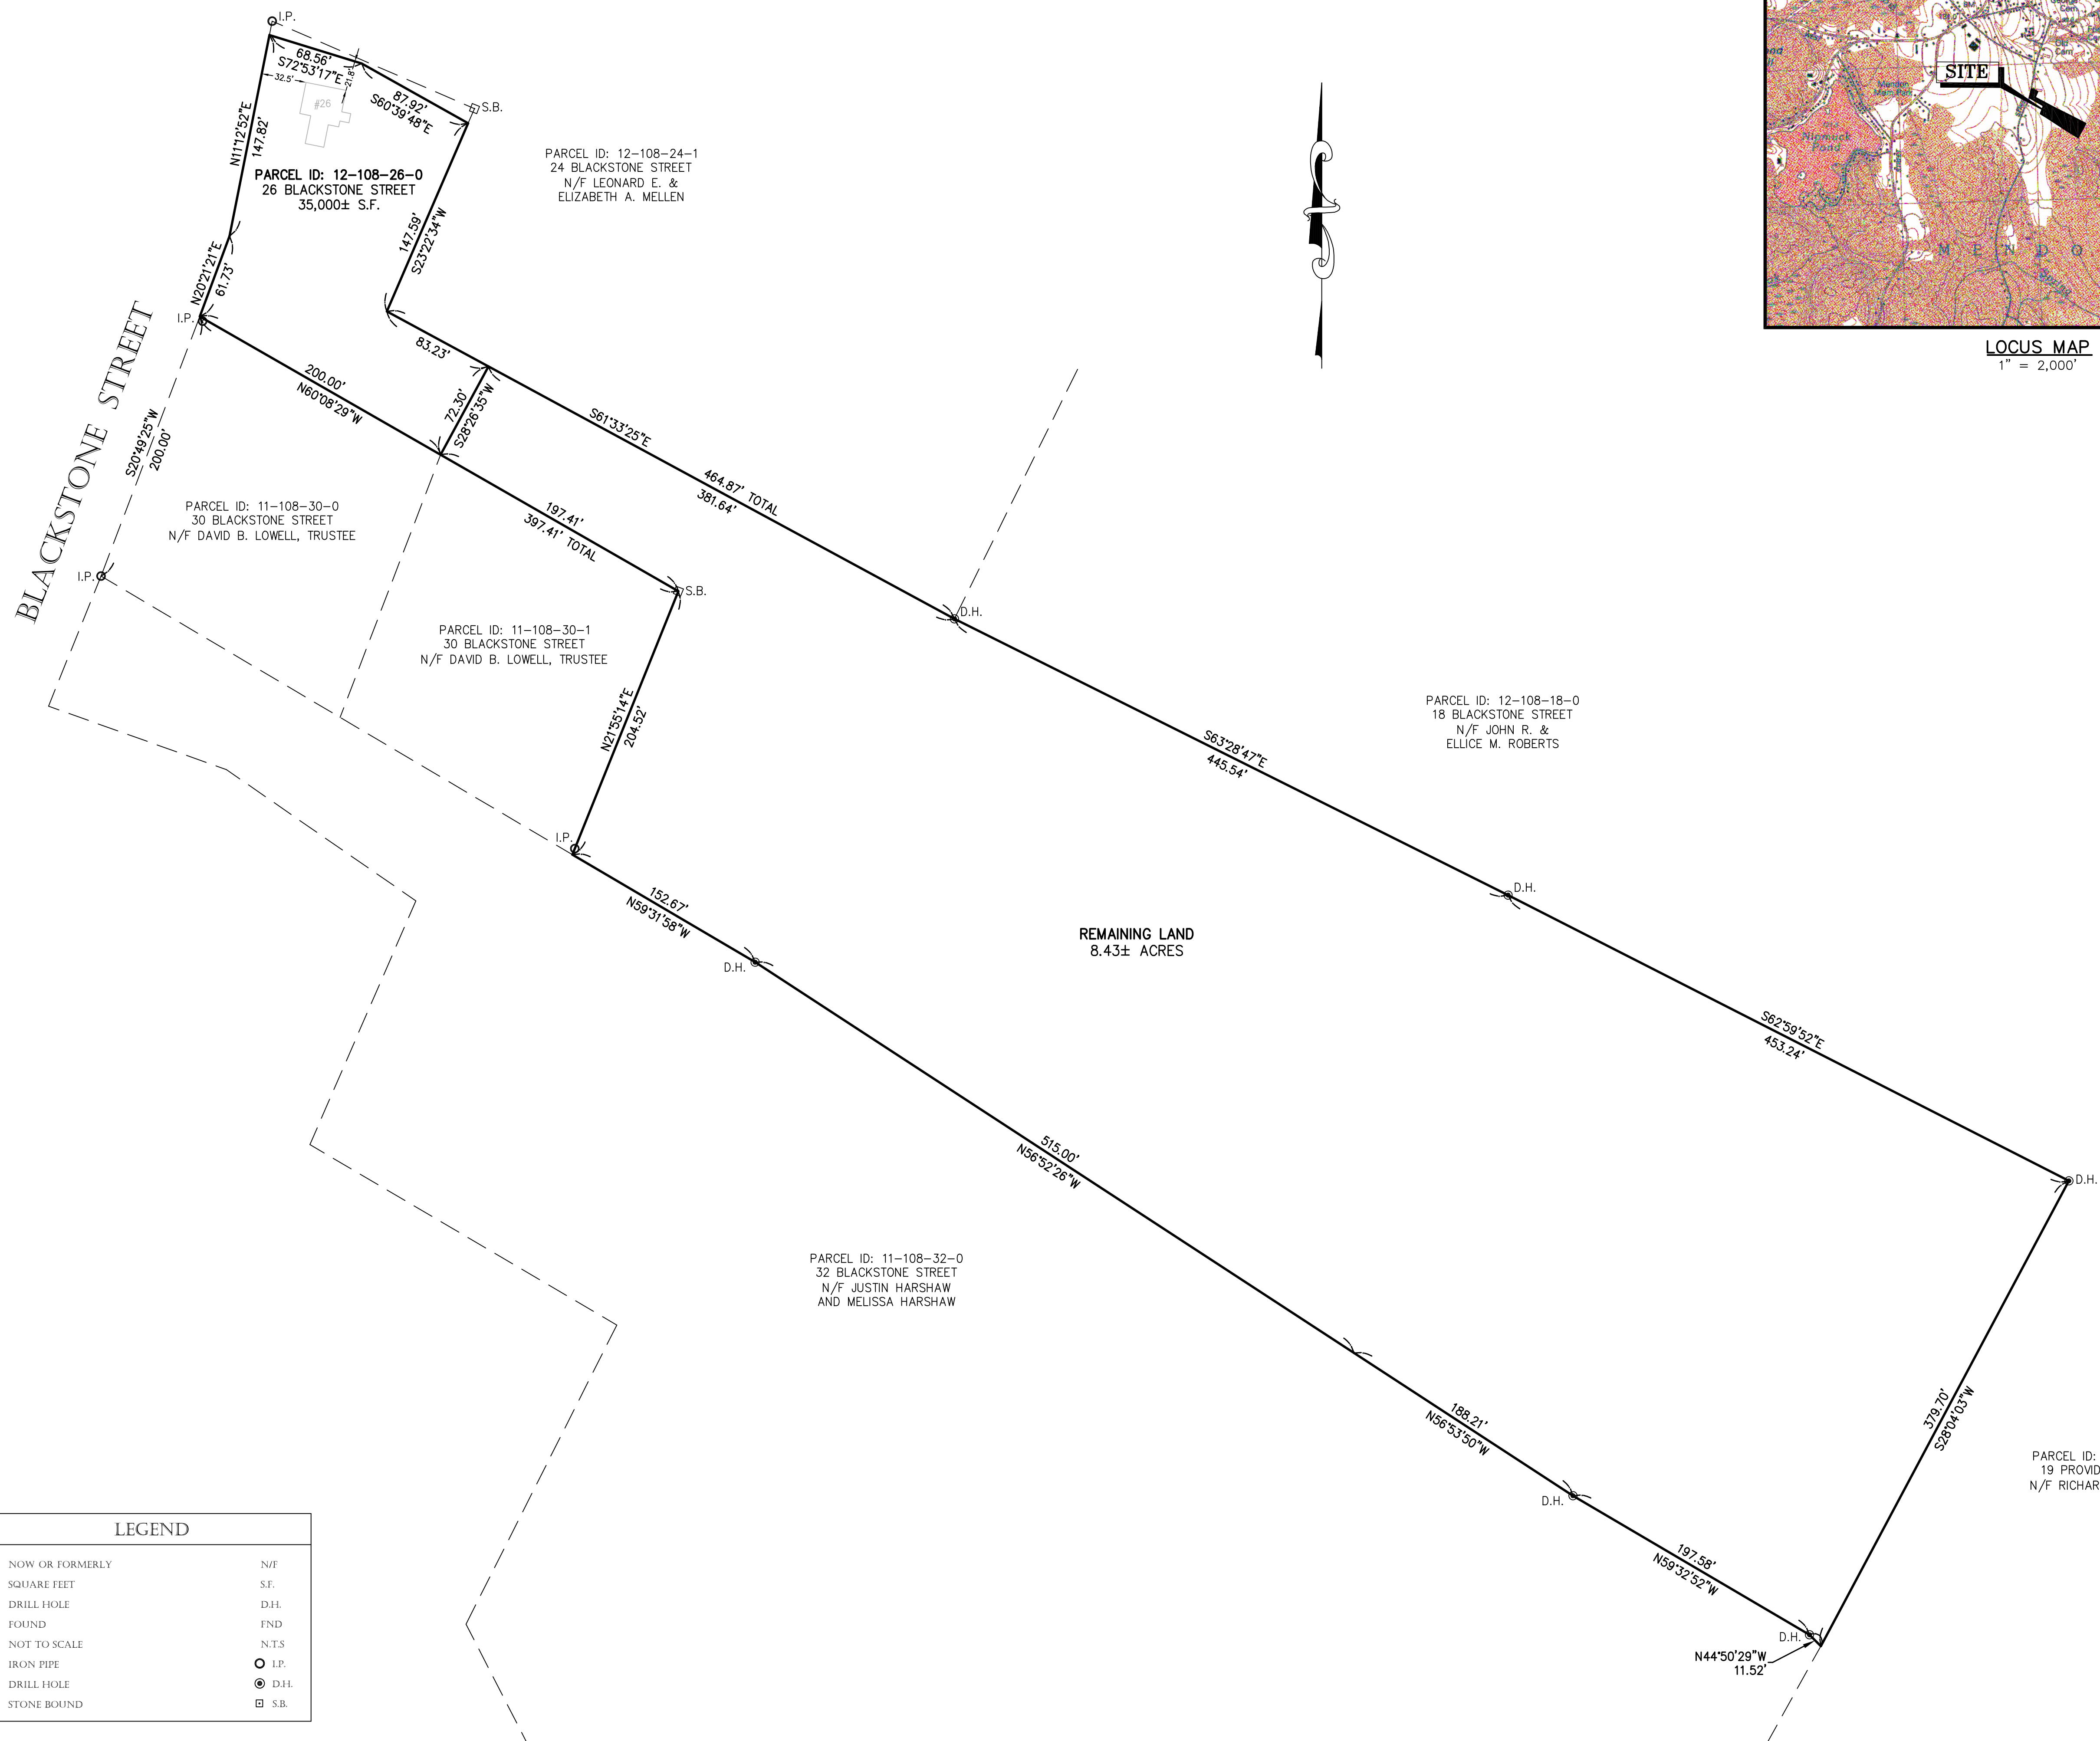 I.P.
68.56'
S72°53'17"E
32.5'
21.8'
#26
87.92'
S60°39'48"E
S.B.
N11°12'52"E
147.82'
PARCEL ID: 12-108-26-0
26 BLACKSTONE STREET
35,000± S.F.
147.59'
S23°22'34"W
N20°21'21"E
61.73'
I.P.
PARCEL ID: 12-108-24-1
24 BLACKSTONE STREET
N/F LEONARD E. &
ELIZABETH A. MELLEN
SITE
M E N D O
LOCUS MAP
1" = 2,000'
BLACKSTONE STREET
S20°49'25"W
200.00'
200.00'
N60°08'29"W
83.23'
72.30'
S28°26'35"W
S61°33'25"E
464.87' TOTAL
381.64'
PARCEL ID: 11-108-30-0
30 BLACKSTONE STREET
N/F DAVID B. LOWELL, TRUSTEE
197.41'
397.41' TOTAL
I.P.
S.B.
D.H.
PARCEL ID: 11-108-30-1
30 BLACKSTONE STREET
N/F DAVID B. LOWELL, TRUSTEE
N21°55'14"E
204.52'
PARCEL ID: 12-108-18-0
18 BLACKSTONE STREET
N/F JOHN R. &
ELLICE M. ROBERTS
S63°28'47"E
445.54'
I.P.
152.67'
N59°31'58"W
D.H.
D.H.
REMAINING LAND
8.43± ACRES
S62°59'52"E
453.24'
D.H.
515.00'
N56°52'26"W
PARCEL ID: 11-108-32-0
32 BLACKSTONE STREET
N/F JUSTIN HARSHAW
AND MELISSA HARSHAW
188.21'
N56°53'50"W
379.70'
S28°04'03"W
PARCEL ID:
19 PROVID
N/F RICHAR
D.H.
197.58'
N59°32'52"W
D.H.
N44°50'29"W
11.52'
LEGEND
NOW OR FORMERLY N/F
SQUARE FEET S.F.
DRILL HOLE D.H.
FOUND FND
NOT TO SCALE N.T.S
IRON PIPE I.P.
DRILL HOLE D.H.
STONE BOUND S.B.